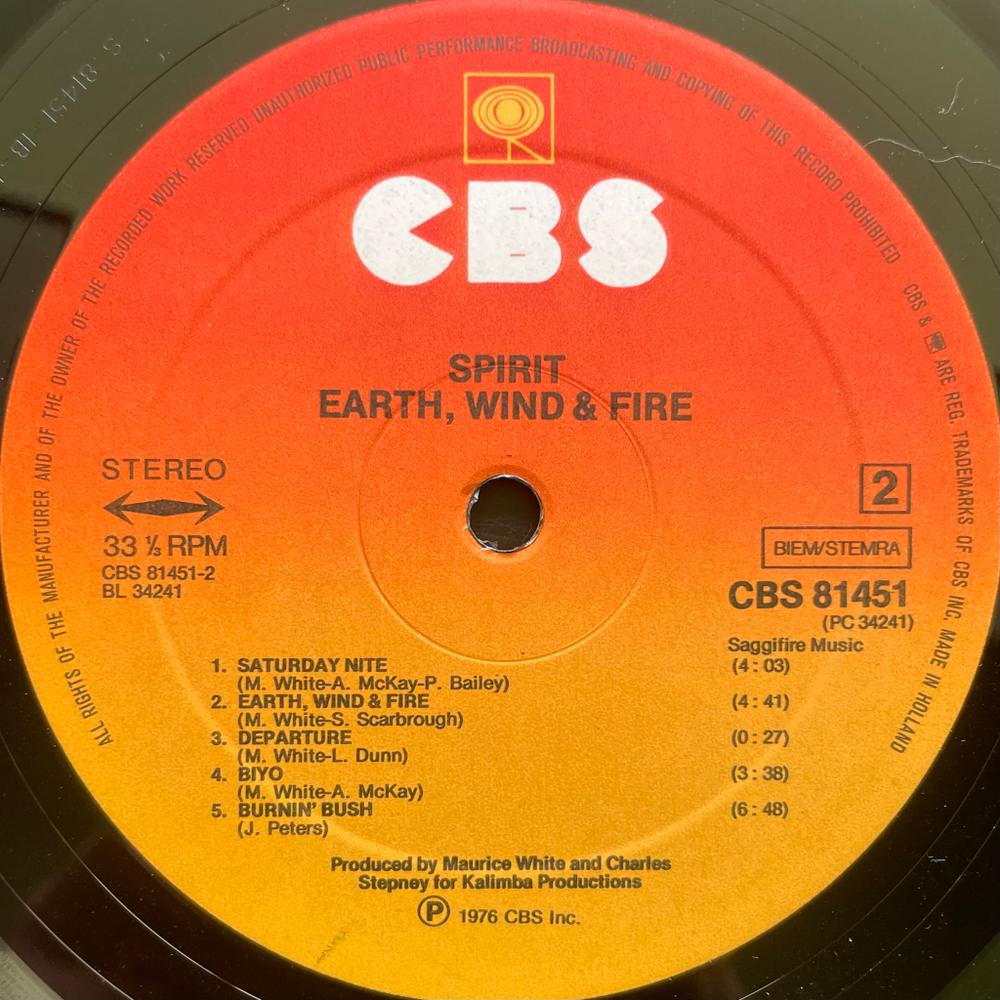 ALL RIGHTS OF THE MANUFACTURER AND OF THE OWNER OF THE RECORDED WORK RESERVED UNAUTHORIZED PUBLIC PERFORMANCE BROADCASTING AND COPYING OF THIS RECORD PROHIBITED
CBS & ARE REG. TRADEMARKS OF CBS INC. MADE IN HOLLAND
CBS
SPIRIT
EARTH, WIND & FIRE
STEREO
33 ⅓ RPM
CBS 81451-2
BL 34241
2
BIEM/STEMRA
CBS 81451
(PC 34241)
Saggifire Music
1. SATURDAY NITE (4 : 03)
(M. White-A. McKay-P. Bailey)
2. EARTH, WIND & FIRE (4 : 41)
(M. White-S. Scarbrough)
3. DEPARTURE (0 : 27)
(M. White-L. Dunn)
4. BIYO (3 : 38)
(M. White-A. McKay)
5. BURNIN' BUSH (6 : 48)
(J. Peters)
Produced by Maurice White and Charles
Stepney for Kalimba Productions
℗ 1976 CBS Inc.